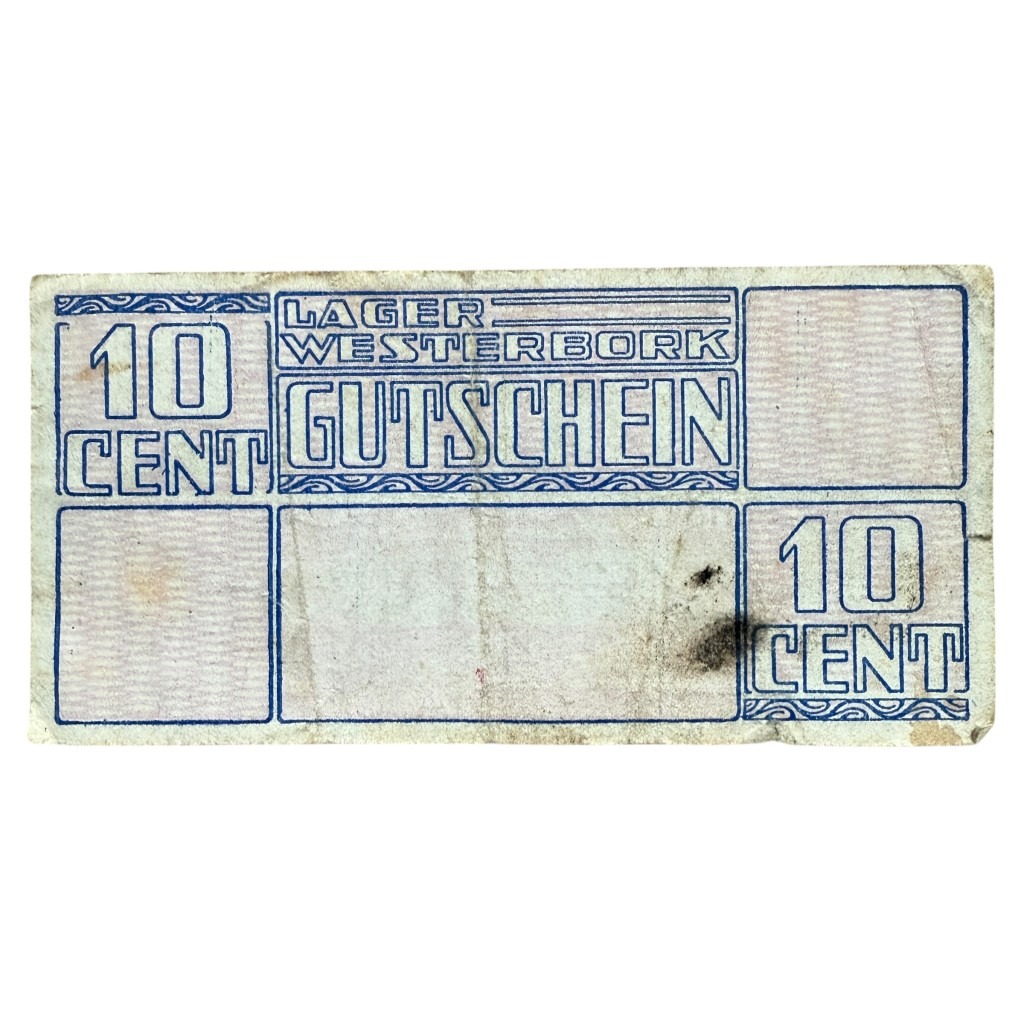 10
CENT
LAGER
WESTERBORK
GUTSCHEIN
10
CENT